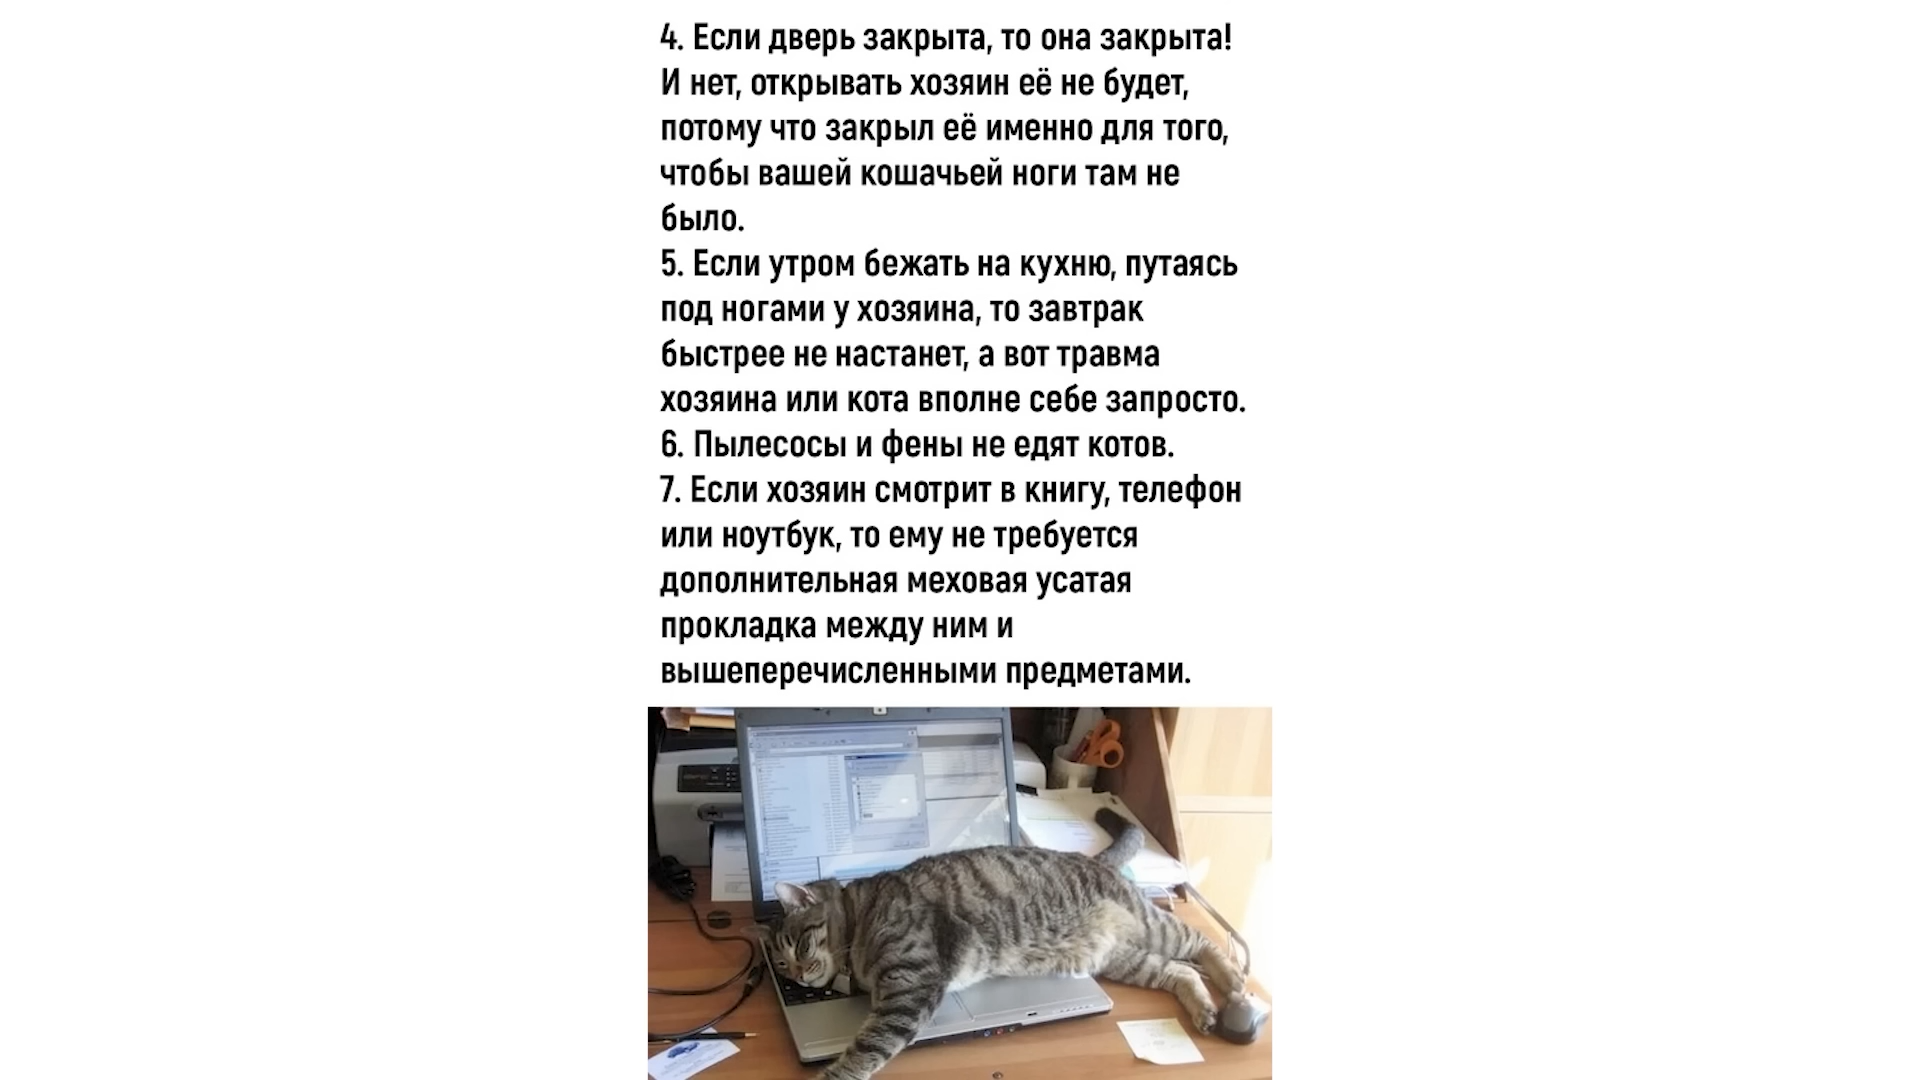 4. Если дверь закрыта, то она закрыта!
И нет, открывать хозяин её не будет,
потому что закрыл её именно для того,
чтобы вашей кошачьей ноги там не
было.
5. Если утром бежать на кухню, путаясь
под ногами у хозяина, то завтрак
быстрее не настанет, а вот травма
хозяина или кота вполне себе запросто.
6. Пылесосы и фены не едят котов.
7. Если хозяин смотрит в книгу, телефон
или ноутбук, то ему не требуется
дополнительная меховая усатая
прокладка между ним и
вышеперечисленными предметами.